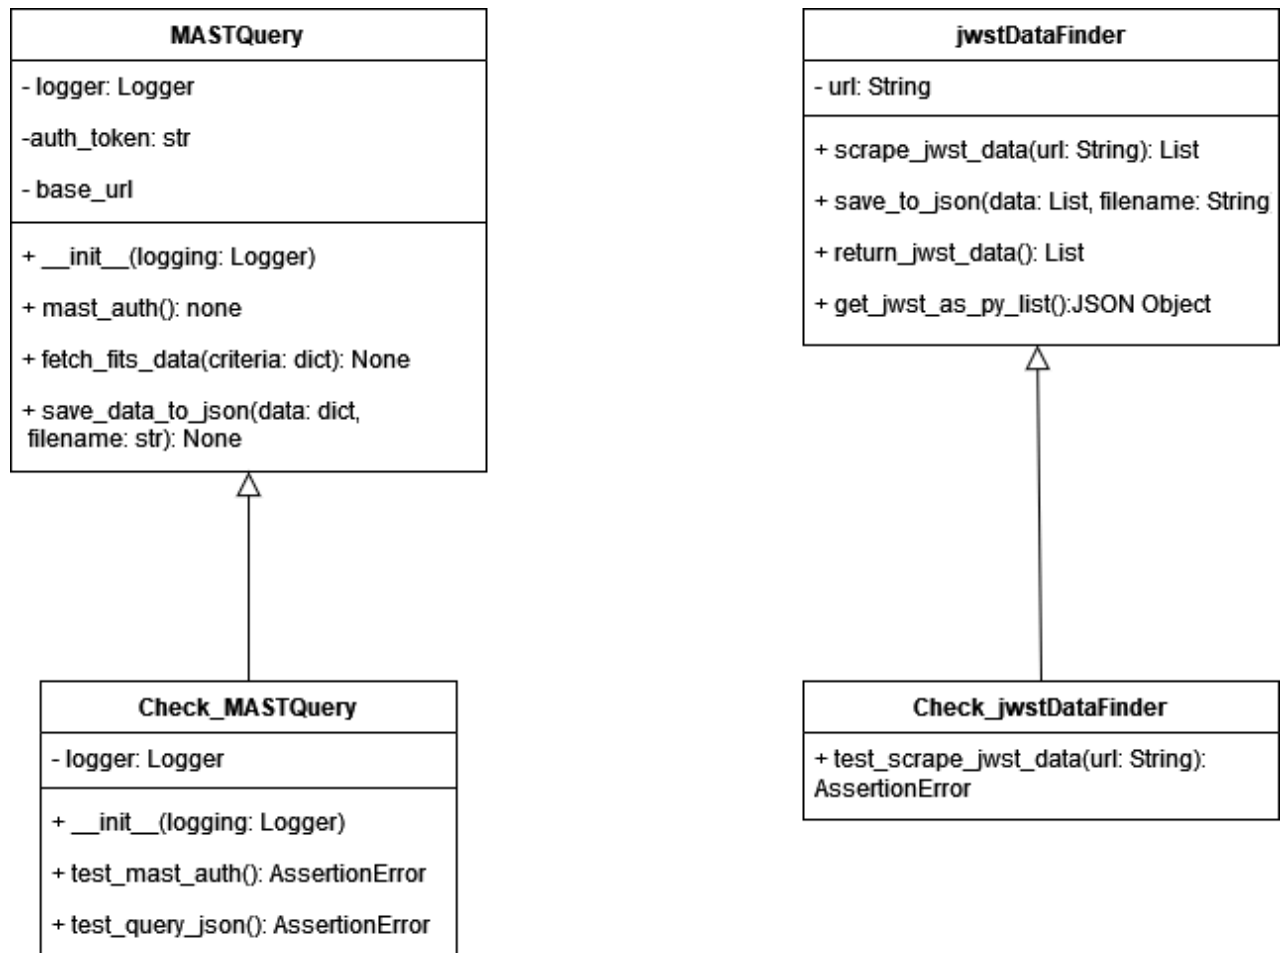 MASTQuery
- logger: Logger
-auth_token: str
- base_url
+ __init__(logging: Logger)
+ mast_auth(): none
+ fetch_fits_data(criteria: dict): None
+ save_data_to_json(data: dict,
filename: str): None
jwstDataFinder
- url: String
+ scrape_jwst_data(url: String): List
+ save_to_json(data: List, filename: String
+ return_jwst_data(): List
+ get_jwst_as_py_list():JSON Object
Check_MASTQuery
- logger: Logger
+ __init__(logging: Logger)
+ test_mast_auth(): AssertionError
+ test_query_json(): AssertionError
Check_jwstDataFinder
+ test_scrape_jwst_data(url: String):
AssertionError